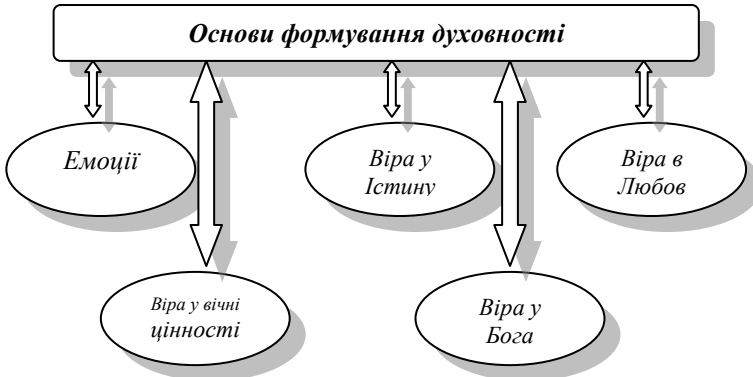 Основи формування духовності
Емоції
Віра у
Істину
Віра в
Любов
Віра у вічні
цінності
Віра у
Бога